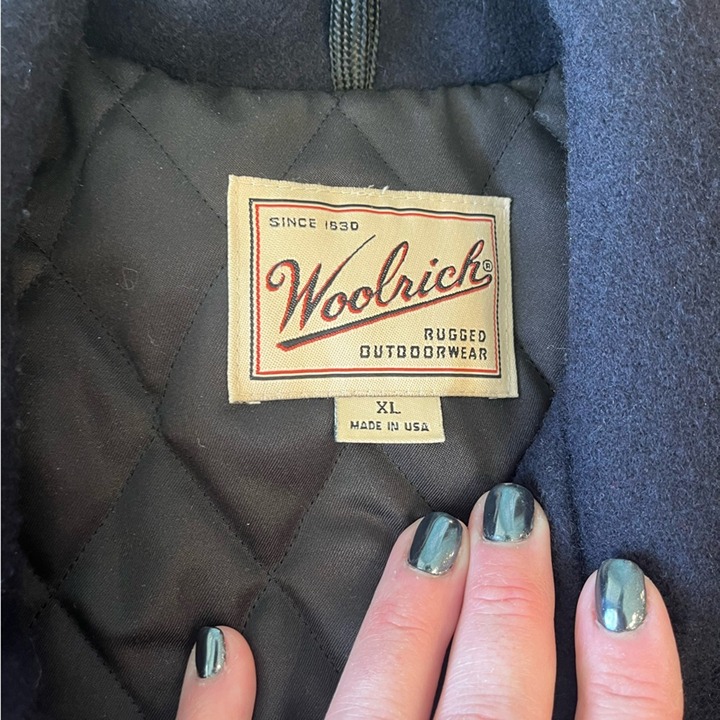 SINCE 1830
Woolrich®
RUGGED
OUTDOORWEAR
XL
MADE IN USA